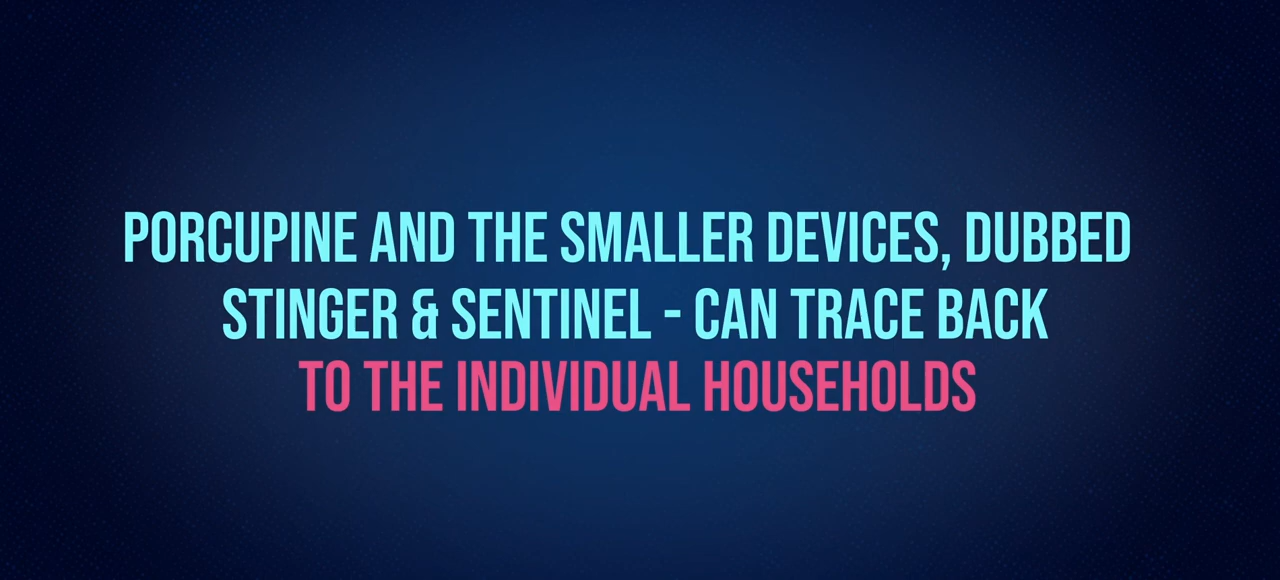 PORCUPINE AND THE SMALLER DEVICES, DUBBED
STINGER & SENTINEL - CAN TRACE BACK
TO THE INDIVIDUAL HOUSEHOLDS